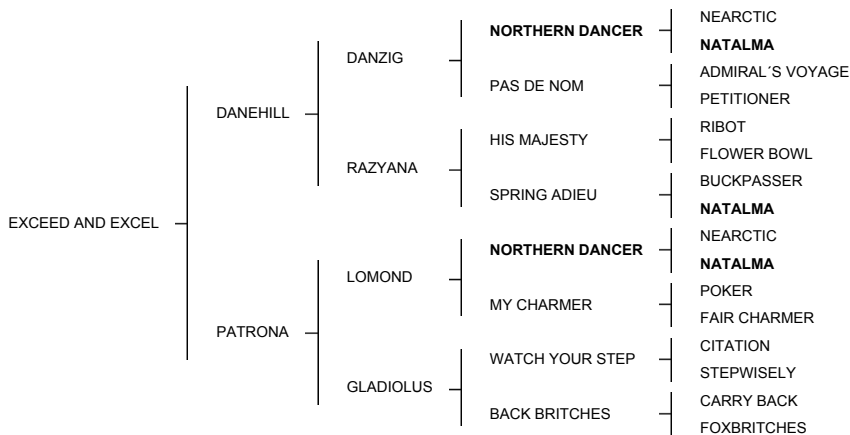 NEARCTIC
NORTHERN DANCER
NATALMA
DANZIG
ADMIRAL´S VOYAGE
PAS DE NOM
PETITIONER
DANEHILL
RIBOT
HIS MAJESTY
FLOWER BOWL
RAZYANA
BUCKPASSER
SPRING ADIEU
NATALMA
EXCEED AND EXCEL
NEARCTIC
NORTHERN DANCER
NATALMA
LOMOND
POKER
MY CHARMER
FAIR CHARMER
PATRONA
CITATION
WATCH YOUR STEP
STEPWISELY
GLADIOLUS
CARRY BACK
BACK BRITCHES
FOXBRITCHES